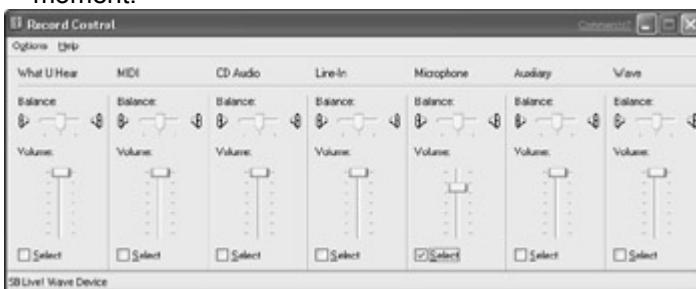 moment.
Record Control
Comments?
Options Help
What U Hear MIDI CD Audio Line-In Microphone Auxiliary Wave
Balance: Balance: Balance: Balance: Balance: Balance: Balance:
Volume: Volume: Volume: Volume: Volume: Volume: Volume:
Select Select Select Select Select Select Select
SB Live! Wave Device